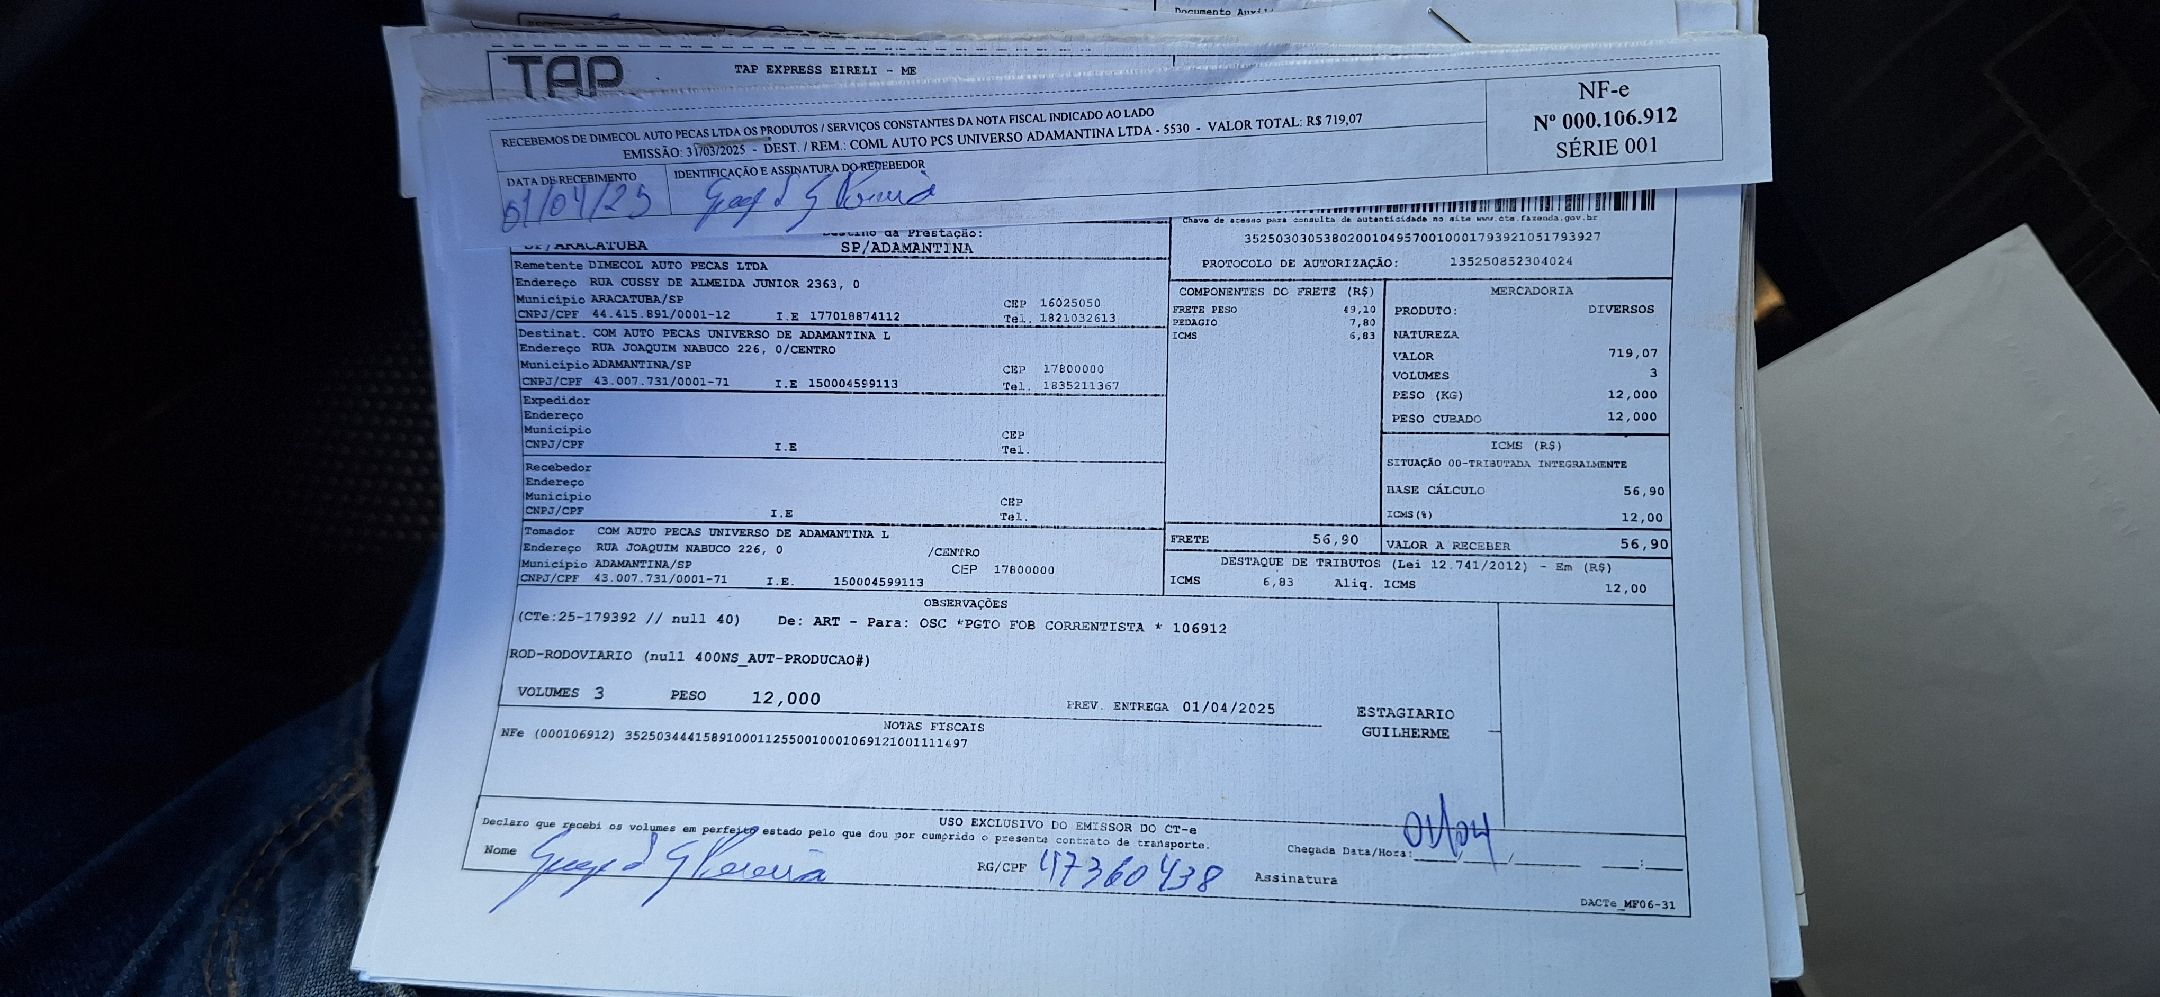 Documento Auxil
TAP
TAP EXPRESS EIRELI - ME
RECEBEMOS DE DIMECOL AUTO PECAS LTDA OS PRODUTOS / SERVIÇOS CONSTANTES DA NOTA FISCAL INDICADO AO LADO
EMISSÃO: 31/03/2025 - DEST. / REM.: COML AUTO PCS UNIVERSO ADAMANTINA LTDA - 5530 - VALOR TOTAL: R$ 719,07
NF-e
Nº 000.106.912
SÉRIE 001
DATA DE RECEBIMENTO
01/04/25
IDENTIFICAÇÃO E ASSINATURA DO RECEBEDOR
Chave de acesso para consulta de autenticidade no site www.cte.fazenda.gov.br
35250303053802001049570010001793921051793927
PROTOCOLO DE AUTORIZAÇÃO: 135250852304024
SP/ARACATUBA
Destino da Prestação:
SP/ADAMANTINA
Remetente DIMECOL AUTO PECAS LTDA
Endereço RUA CUSSY DE ALMEIDA JUNIOR 2363, 0
Município ARACATUBA/SP CEP 16025050
CNPJ/CPF 44.415.891/0001-12 I.E 177018874112 Tel. 1821032613
Destinat. COM AUTO PECAS UNIVERSO DE ADAMANTINA L
Endereço RUA JOAQUIM NABUCO 226, 0/CENTRO
Município ADAMANTINA/SP CEP 17800000
CNPJ/CPF 43.007.731/0001-71 I.E 150004599113 Tel. 1835211367
Expedidor
Endereço
Município CEP
CNPJ/CPF I.E Tel.
Recebedor
Endereço
Município CEP
CNPJ/CPF I.E Tel.
Tomador COM AUTO PECAS UNIVERSO DE ADAMANTINA L
Endereço RUA JOAQUIM NABUCO 226, 0 /CENTRO
Município ADAMANTINA/SP CEP 17800000
CNPJ/CPF 43.007.731/0001-71 I.E. 150004599113
COMPONENTES DO FRETE (R$)
FRETE PESO 49,10
PEDAGIO 7,80
ICMS 6,83
MERCADORIA
PRODUTO: DIVERSOS
NATUREZA
VALOR 719,07
VOLUMES 3
PESO (KG) 12,000
PESO CUBADO 12,000
ICMS (R$)
SITUAÇÃO 00-TRIBUTADA INTEGRALMENTE
BASE CÁLCULO 56,90
ICMS(%) 12,00
FRETE 56,90
VALOR A RECEBER 56,90
DESTAQUE DE TRIBUTOS (Lei 12.741/2012) - Em (R$)
ICMS 6,83 Aliq. ICMS 12,00
OBSERVAÇÕES
(CTe:25-179392 // null 40) De: ART - Para: OSC *PGTO FOB CORRENTISTA * 106912
ROD-RODOVIARIO (null 400NS_AUT-PRODUCAO#)
VOLUMES 3 PESO 12,000 PREV. ENTREGA 01/04/2025
ESTAGIARIO
GUILHERME
NOTAS FISCAIS
NFe (000106912) 35250344415891000112550010001069121001111497
USO EXCLUSIVO DO EMISSOR DO CT-e
Declaro que recebi os volumes em perfeito estado pelo que dou por cumprido o presente contrato de transporte.
Nome
RG/CPF 47360438
Chegada Data/Hora: 01/04
Assinatura
DACTe_MF06-31